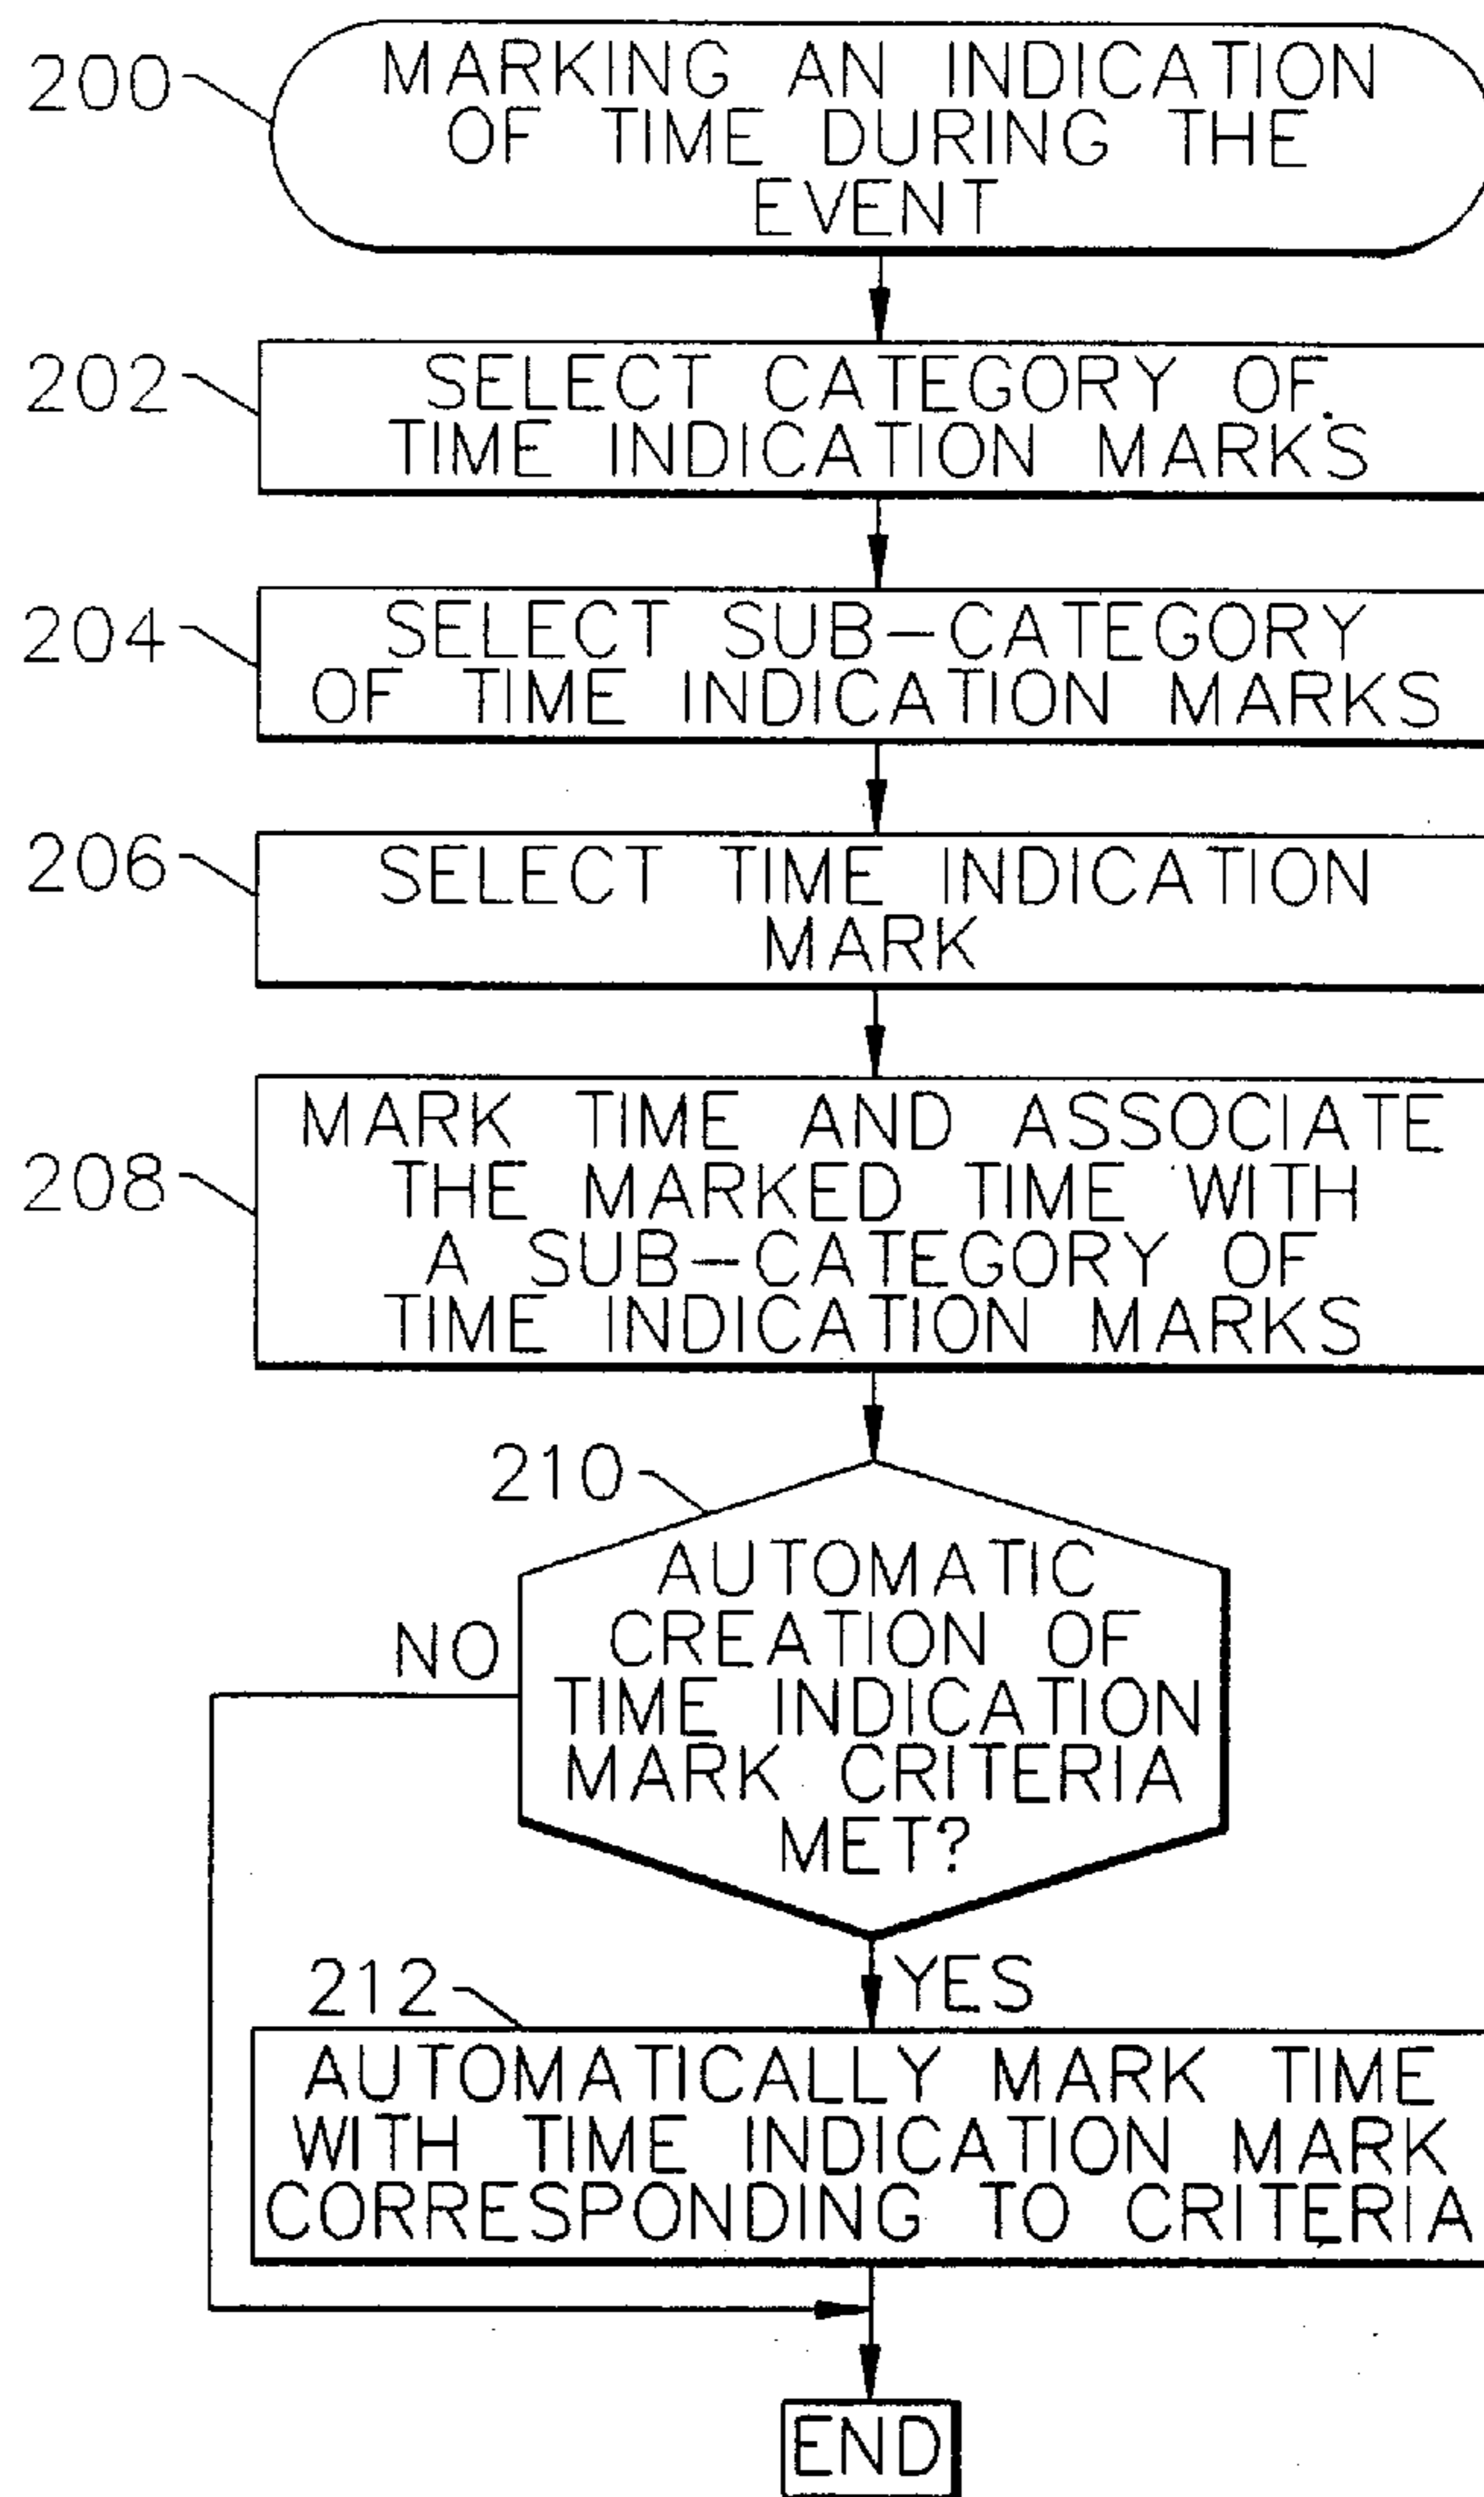 200
MARKING AN INDICATION
OF TIME DURING THE
EVENT
202
SELECT CATEGORY OF
TIME INDICATION MARKS
204
SELECT SUB-CATEGORY
OF TIME INDICATION MARKS
206
SELECT TIME INDICATION
MARK
208
MARK TIME AND ASSOCIATE
THE MARKED TIME WITH
A SUB-CATEGORY OF
TIME INDICATION MARKS
210
AUTOMATIC
CREATION OF
TIME INDICATION
MARK CRITERIA
MET?
NO
YES
212
AUTOMATICALLY MARK TIME
WITH TIME INDICATION MARK
CORRESPONDING TO CRITERIA
END